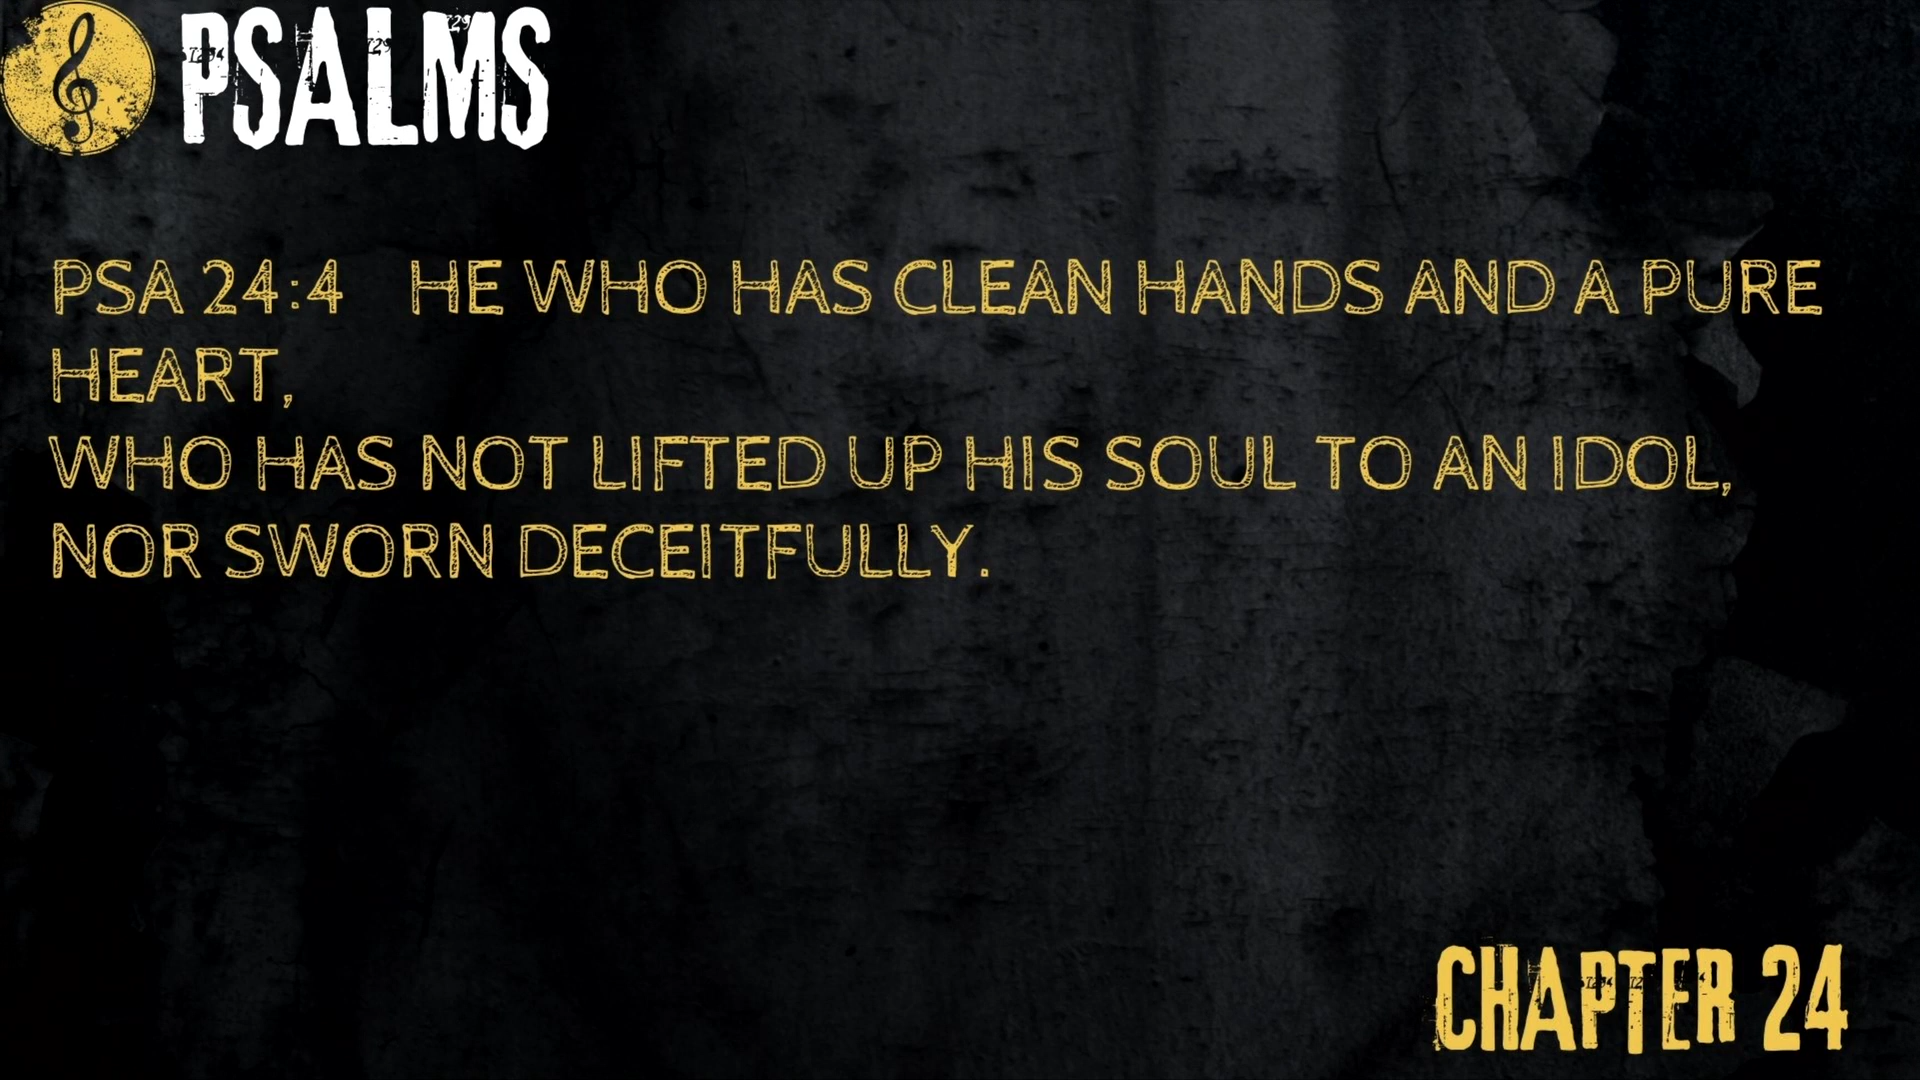 PSALMS
PSA 24:4 HE WHO HAS CLEAN HANDS AND A PURE
HEART,
WHO HAS NOT LIFTED UP HIS SOUL TO AN IDOL,
NOR SWORN DECEITFULLY.
CHAPTER 24